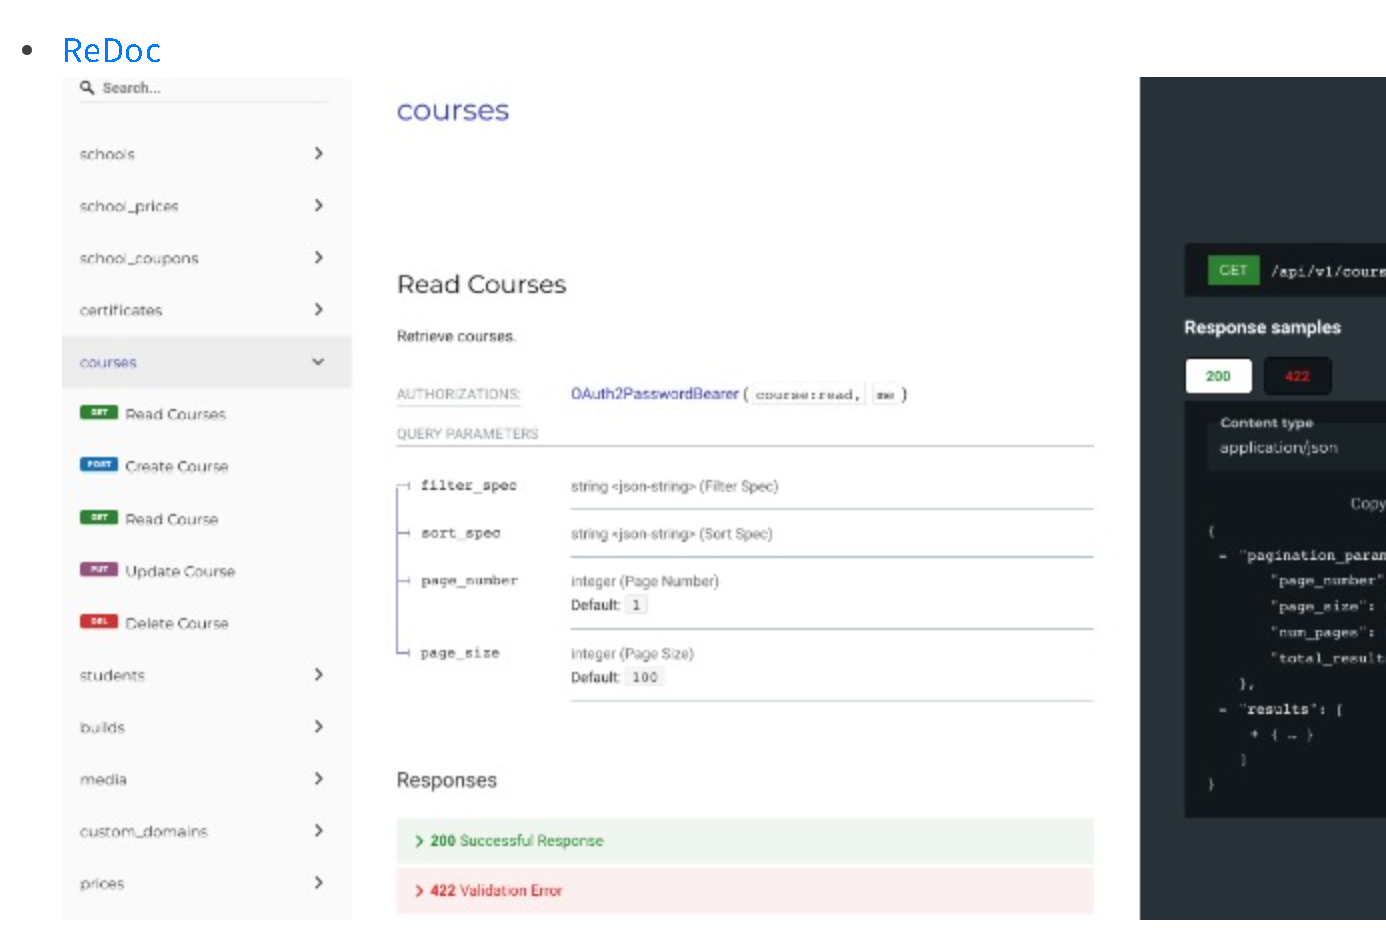 ReDoc
Search...
schools
school_prices
school_coupons
certificates
courses
GET Read Courses
POST Create Course
GET Read Course
PUT Update Course
DEL Delete Course
students
builds
media
custom_domains
prices
courses
Read Courses
Retrieve courses.
AUTHORIZATIONS: OAuth2PasswordBearer ( course:read, me )
QUERY PARAMETERS
filter_spec string <json-string> (Filter Spec)
sort_spec string <json-string> (Sort Spec)
page_number integer (Page Number)
Default: 1
page_size integer (Page Size)
Default: 100
Responses
200 Successful Response
422 Validation Error
GET /api/v1/cours
Response samples
200 422
Content type
application/json
Copy
{
- "pagination_param
"page_number"
"page_size":
"num_pages":
"total_result
},
- "results": [
+ { … }
]
}